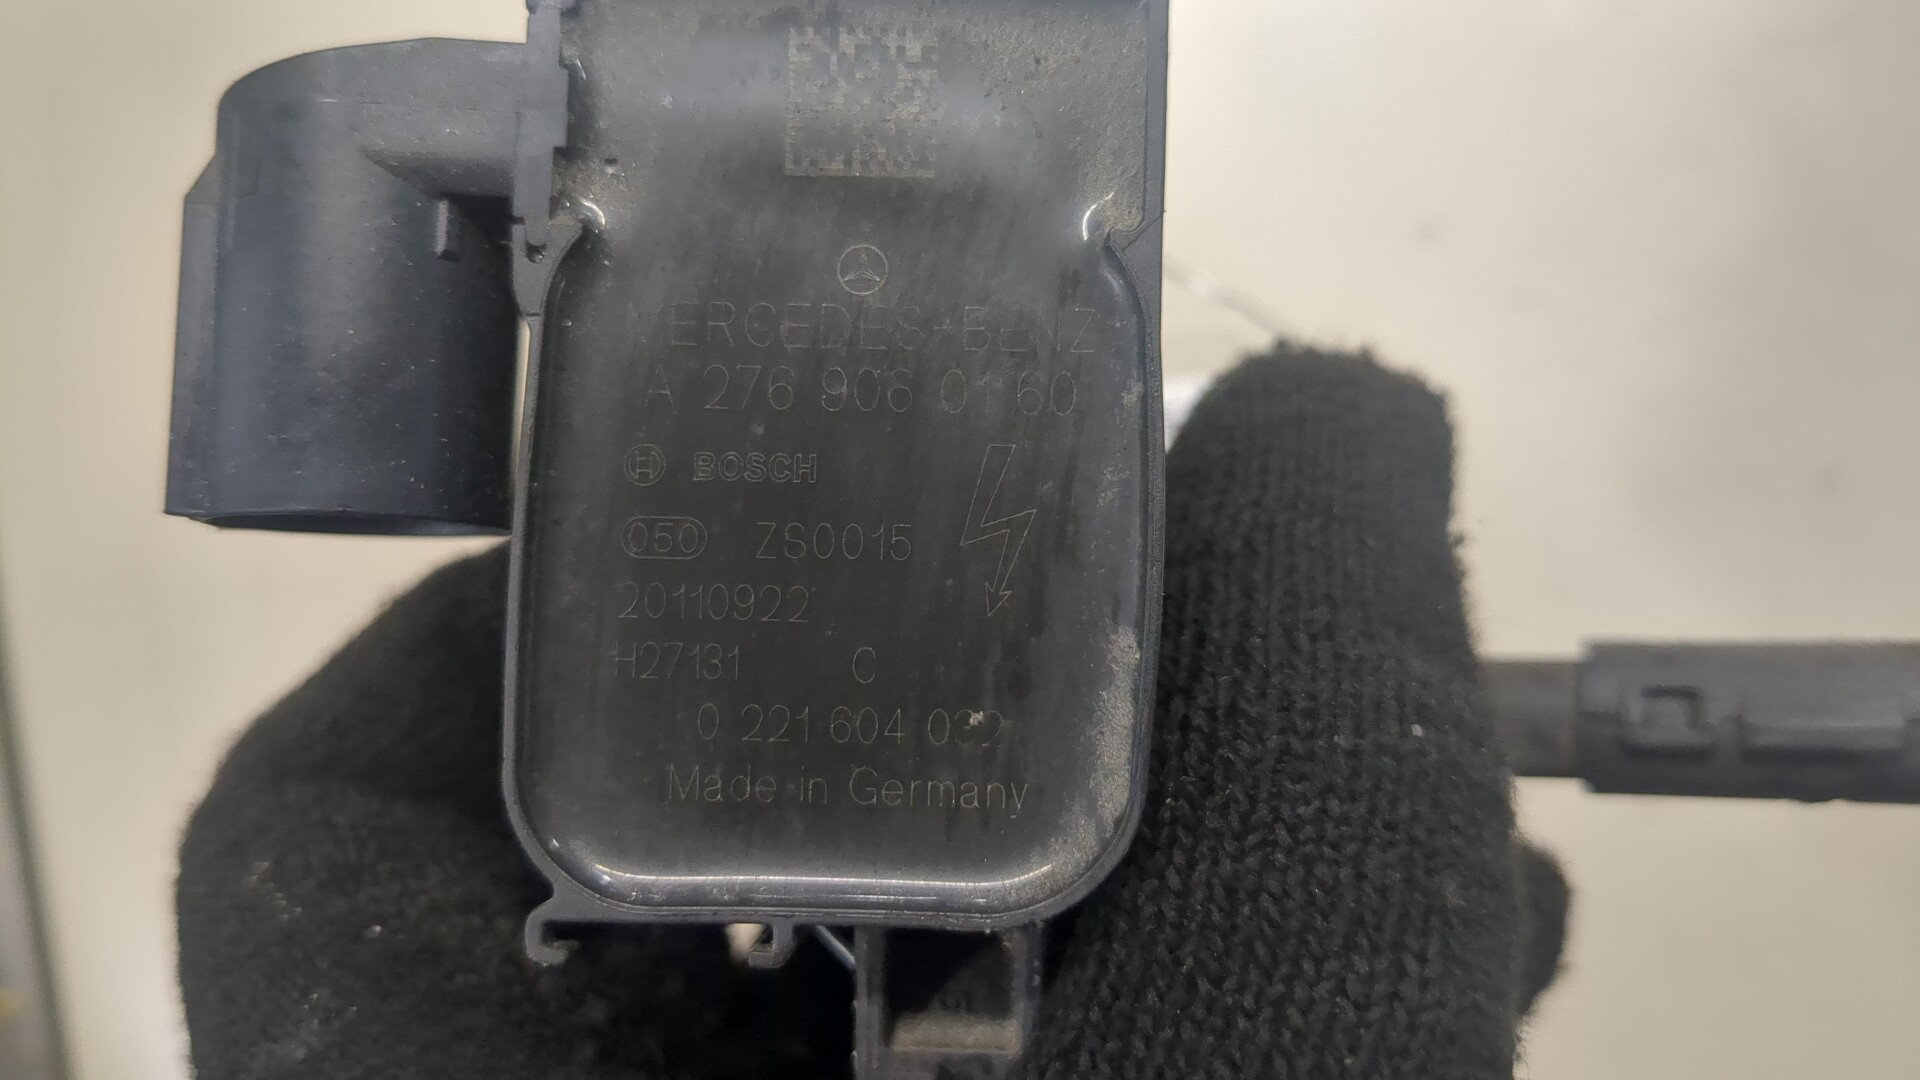 MERCEDES-BENZ
A 276 906 01 60
BOSCH
050 ZS0015
20110922
H27131 C
0 221 604 032
Made in Germany